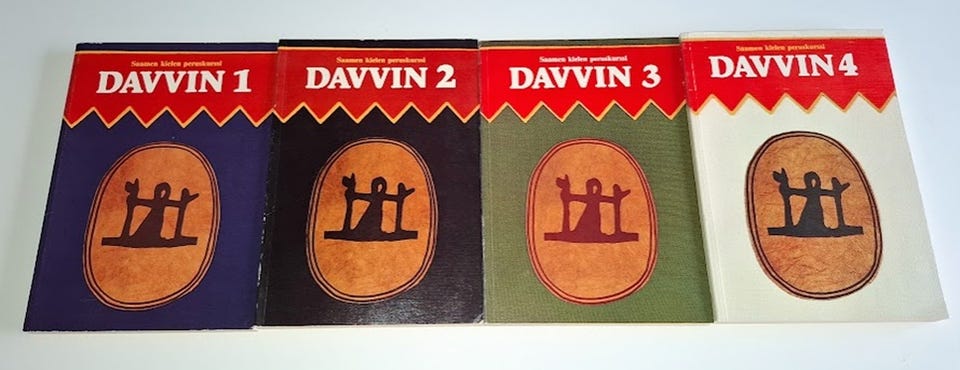 Saamen kielen peruskurssi
DAVVIN 1
Saamen kielen peruskurssi
DAVVIN 2
Saamen kielen peruskurssi
DAVVIN 3
Saamen kielen peruskurssi
DAVVIN 4